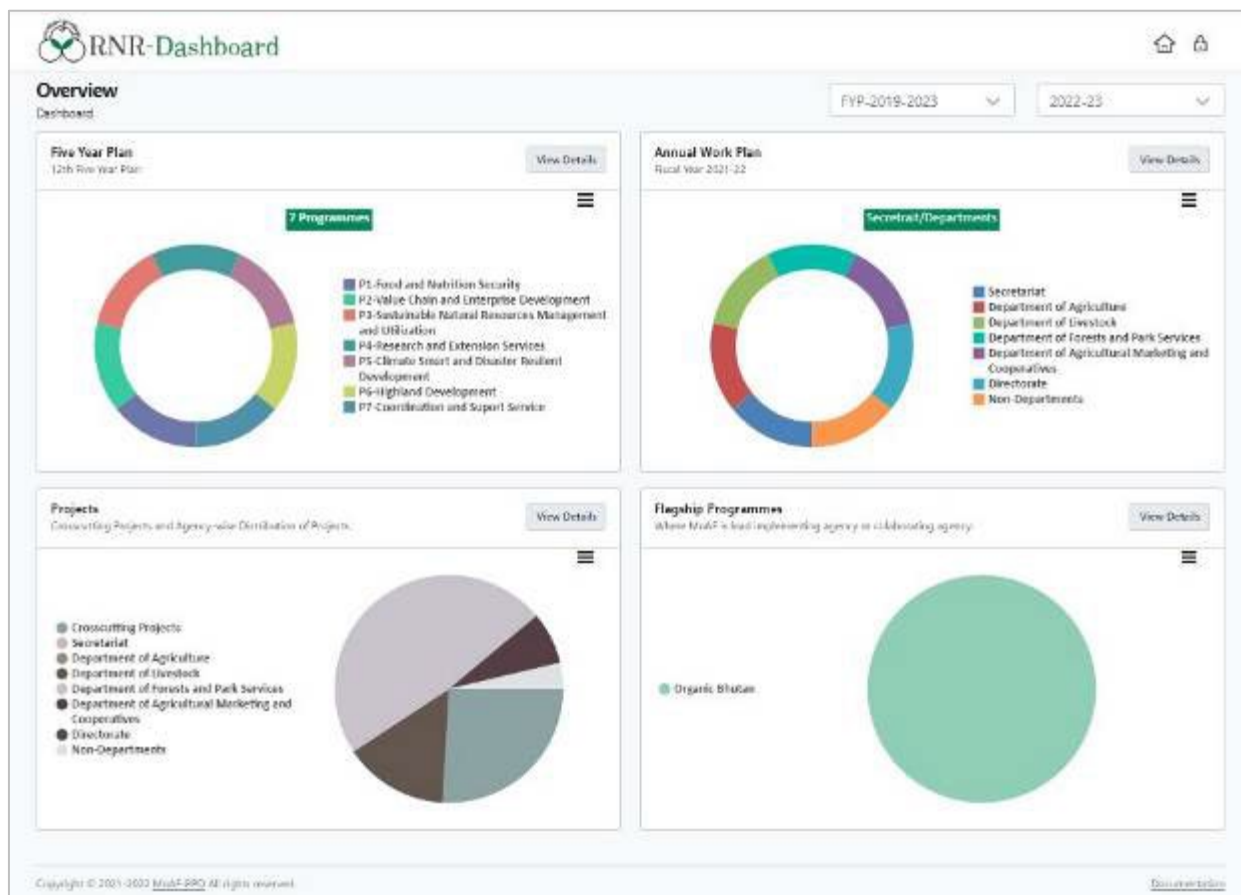 RNR-Dashboard
Overview
Dashboard
FYP-2019-2023
2022-23
Five Year Plan
12th Five Year Plan
View Details
7 Programmes
P1-Food and Nutrition Security
P2-Value Chain and Enterprise Development
P3-Sustainable Natural Resources Management
and Utilization
P4-Research and Extension Services
P5-Climate Smart and Disaster Resilient
Development
P6-Highland Development
P7-Coordination and Suport Service
Annual Work Plan
Fiscal Year 2021-22
View Details
Secretrait/Departments
Secretariat
Department of Agriculture
Department of Livestock
Department of Forests and Park Services
Department of Agricultural Marketing and
Cooperatives
Directorate
Non-Departments
Projects
Crosscutting Projects and Agency-wise Distribution of Projects.
View Details
Crosscutting Projects
Secretariat
Department of Agriculture
Department of Livestock
Department of Forests and Park Services
Department of Agricultural Marketing and
Cooperatives
Directorate
Non-Departments
Flagship Programmes
Where MoAF is lead implementing agency or collaborating agency.
View Details
Organic Bhutan
Copyright © 2021-2022 MoAF-PPD All rights reserved.
Documentation